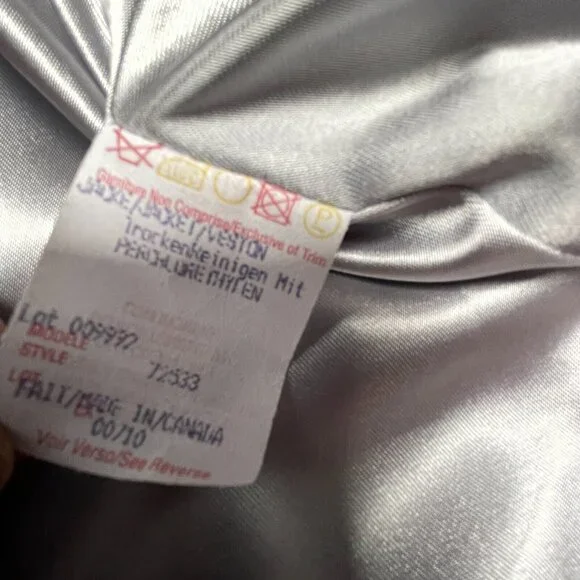 P
Garniture Non Comprise/Exclusive of Trim
JACKE/JACKET/VESTON
Trockenreinigen Mit
PERCHLORETHYLEN
Lot 009992
MODELE
STYLE 72533
FAIT/MADE IN/CANADA
00/10
Voir Verso/See Reverse